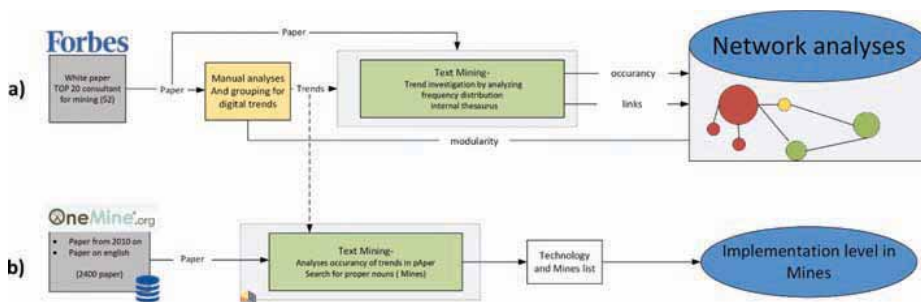 Forbes
a)
White paper
TOP 20 consultant
for mining (52)
Paper
Paper
Manual analyses
And grouping for
digital trends
Trends
Text Mining-
Trend investigation by analyzing
frequency distribution
internal thesaurus
occurancy
links
modularity
Network analyses
b)
OneMine.org
Paper from 2010 on
Paper on english
(2400 paper)
Paper
Text Mining-
Analyses occurancy of trends in pAper
Search for proper nouns ( Mines)
Technology
and Mines list
Implementation level in
Mines